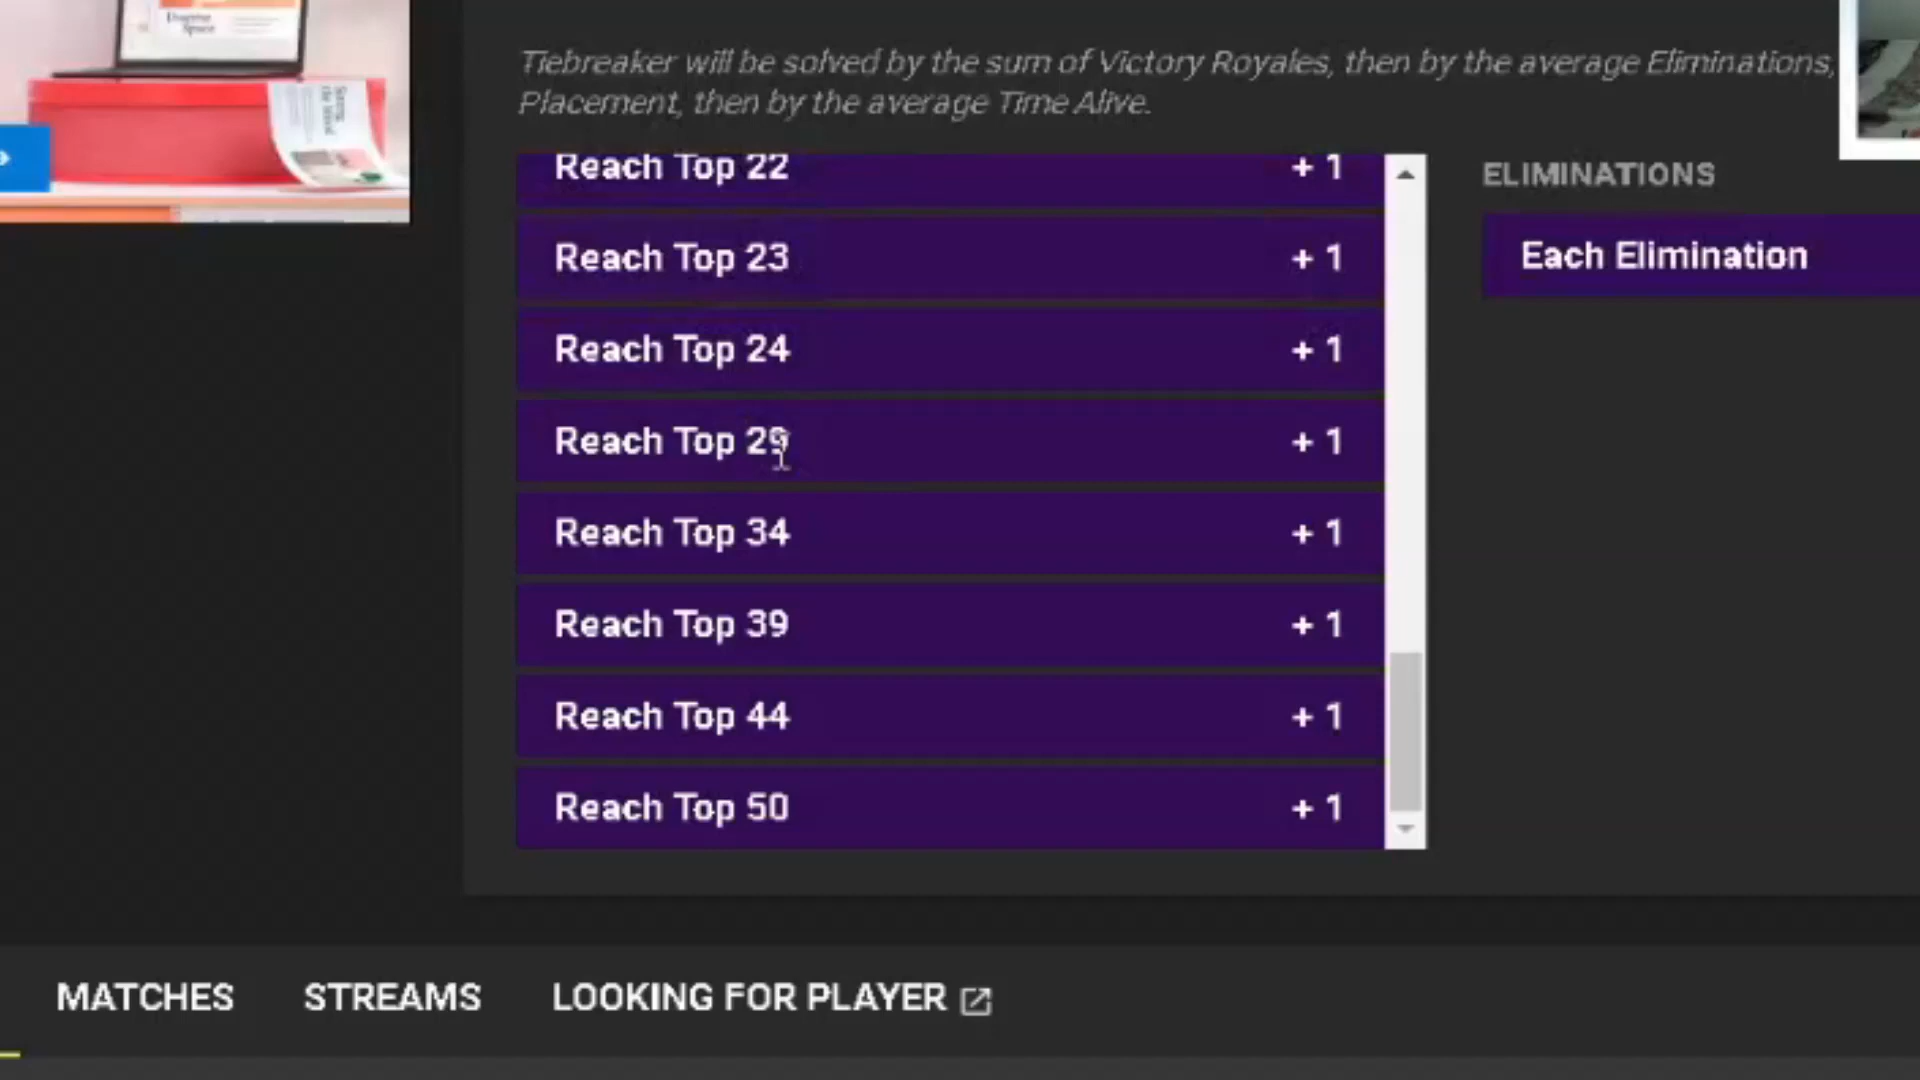 Tiebreaker will be solved by the sum of Victory Royales, then by the average Eliminations,
Placement, then by the average Time Alive.
Reach Top 22 + 1
ELIMINATIONS
Reach Top 23 + 1
Each Elimination
Reach Top 24 + 1
Reach Top 29 + 1
Reach Top 34 + 1
Reach Top 39 + 1
Reach Top 44 + 1
Reach Top 50 + 1
MATCHES STREAMS LOOKING FOR PLAYER